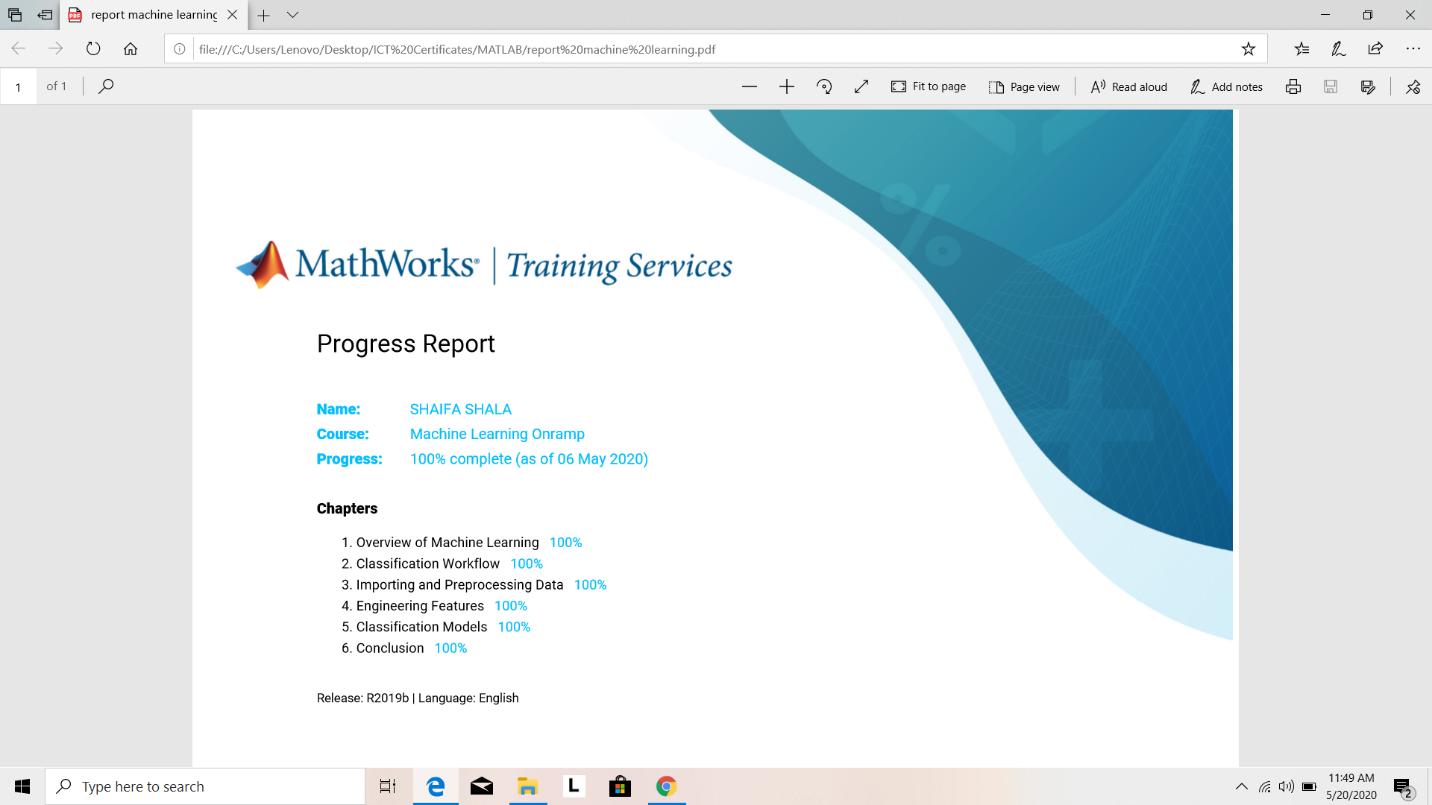 report machine learning
file:///C:/Users/Lenovo/Desktop/ICT%20Certificates/MATLAB/report%20machine%20learning.pdf
1 of 1 Fit to page Page view Read aloud Add notes
%
MathWorks® | Training Services
Progress Report
Name: SHAIFA SHALA
Course: Machine Learning Onramp
Progress: 100% complete (as of 06 May 2020)
Chapters
1. Overview of Machine Learning 100%
2. Classification Workflow 100%
3. Importing and Preprocessing Data 100%
4. Engineering Features 100%
5. Classification Models 100%
6. Conclusion 100%
Release: R2019b | Language: English
Type here to search
L
11:49 AM
5/20/2020
2